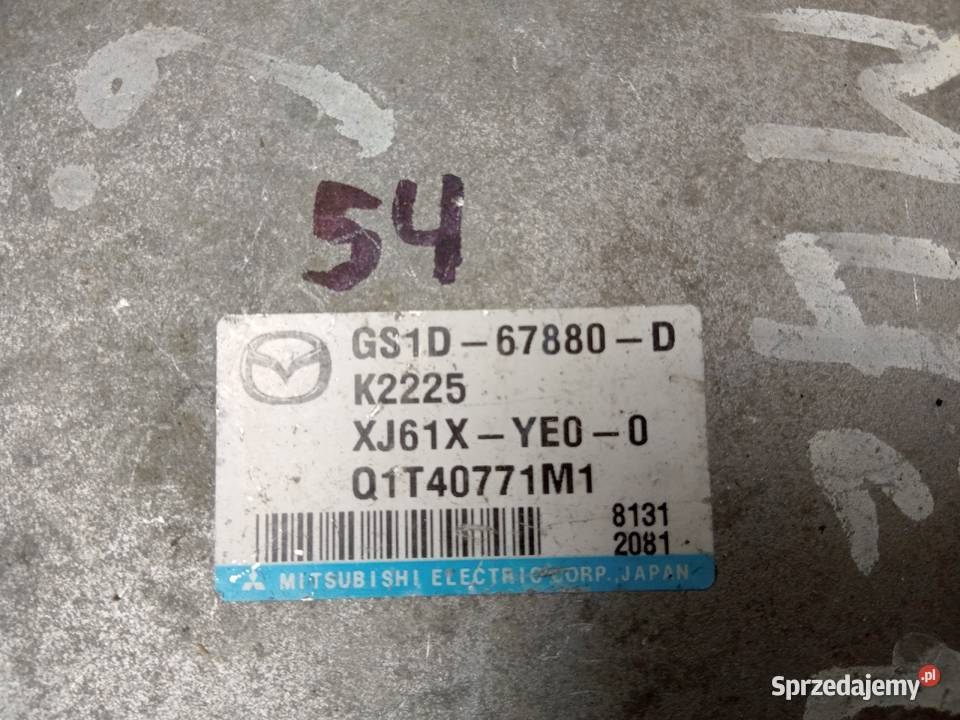 54
GS1D-67880-D
K2225
XJ61X-YE0-0
Q1T40771M1
8131
2081
MITSUBISHI ELECTRIC CORP., JAPAN
Sprzedajemy.pl